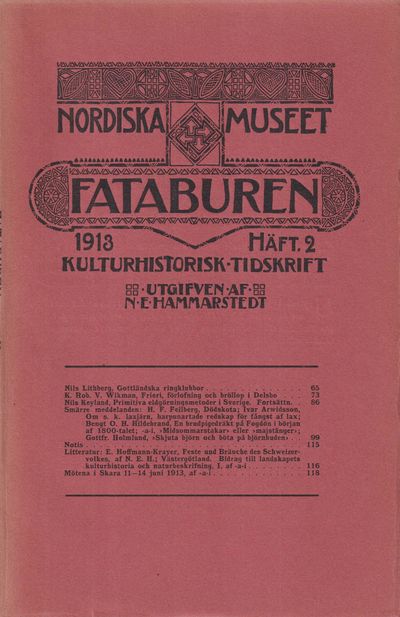 NORDISKA MUSEET
FATABUREN
1913 HÄFT. 2
KULTURHISTORISK·TIDSKRIFT
·UTGIFVEN·AF·
N·E·HAMMARSTEDT
Nils Lithberg, Gottländska ringklubbor 65
K. Rob. V. Wikman, Frieri, förlofning och bröllop i Delsbo 73
Nils Keyland, Primitiva eldgörningsmetoder i Sverige. Fortsättn. 86
Smärre meddelanden: H. F. Feilberg, Dödskota; Ivar Arwidsson,
Om s. k. laxjärn, harpunartade redskap för fångst af lax;
Bengt O. H. Hildebrand, En brudpigedräkt på Fogdön i början
af 1800-talet; -a-i, »Midsommarstakar» eller »majstänger»;
Gottfr. Holmlund, »Skjuta björn och böta på björnhuden» . . 99
Notis 115
Litteratur: E. Hoffmann-Krayer, Feste und Bräuche des Schweizer-
volkes, af N. E. H.; Västergötland. Bidrag till landskapets
kulturhistoria och naturbeskrifning, I, af -a-i 116
Mötena i Skara 11—14 juni 1913, af -a-i 118